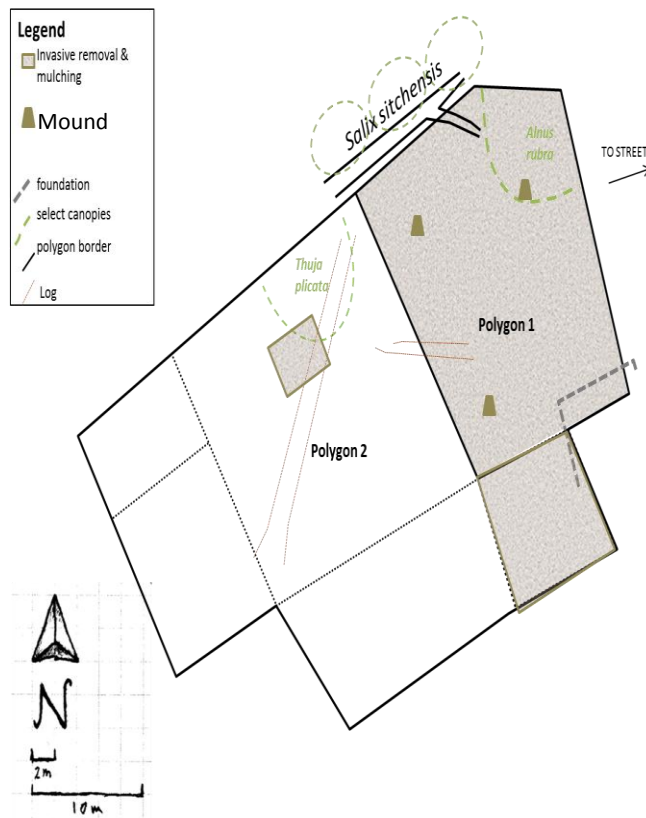 Legend
Invasive removal &
mulching
Mound
foundation
select canopies
polygon border
Log
Salix sitchensis
Alnus
rubra
TO STREET
Thuja
plicata
Polygon 1
Polygon 2
N
2m
10m